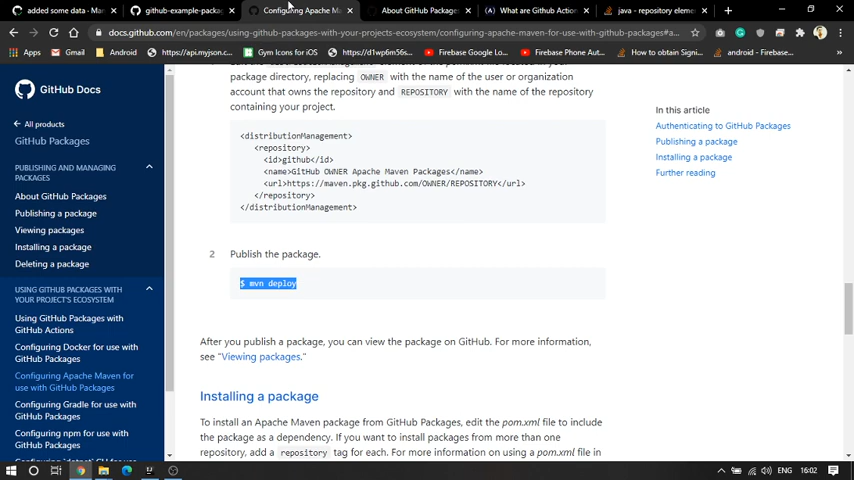 added some data - M
github-example-packa
Configuring Apache Ma
About GitHub Packages
What are Github Action
java - repository elem
docs.github.com/en/packages/using-github-packages-with-your-projects-ecosystem/configuring-apache-maven-for-use-with-github-packages#a...
Apps
Gmail
Android
https://api.myjson.c...
Gym Icons for iOS
https://d1wp6m56s...
Firebase Google Lo...
Firebase Phone Aut...
How to obtain Signi...
android - Firebase...
GitHub Docs
All products
GitHub Packages
PUBLISHING AND MANAGING
PACKAGES
About GitHub Packages
Publishing a package
Viewing packages
Installing a package
Deleting a package
USING GITHUB PACKAGES WITH
YOUR PROJECT'S ECOSYSTEM
Using GitHub Packages with
GitHub Actions
Configuring Docker for use with
GitHub Packages
Configuring Apache Maven for
use with GitHub Packages
Configuring Gradle for use with
GitHub Packages
Configuring npm for use with
GitHub Packages
package directory, replacing OWNER with the name of the user or organization
account that owns the repository and REPOSITORY with the name of the repository
containing your project.
<distributionManagement>
<repository>
<id>github</id>
<name>GitHub OWNER Apache Maven Packages</name>
<url>https://maven.pkg.github.com/OWNER/REPOSITORY</url>
</repository>
</distributionManagement>
2 Publish the package.
$ mvn deploy
After you publish a package, you can view the package on GitHub. For more information,
see "Viewing packages."
Installing a package
To install an Apache Maven package from GitHub Packages, edit the pom.xml file to include
the package as a dependency. If you want to install packages from more than one
repository, add a repository tag for each. For more information on using a pom.xml file in
In this article
Authenticating to GitHub Packages
Publishing a package
Installing a package
Further reading
ENG
16:02